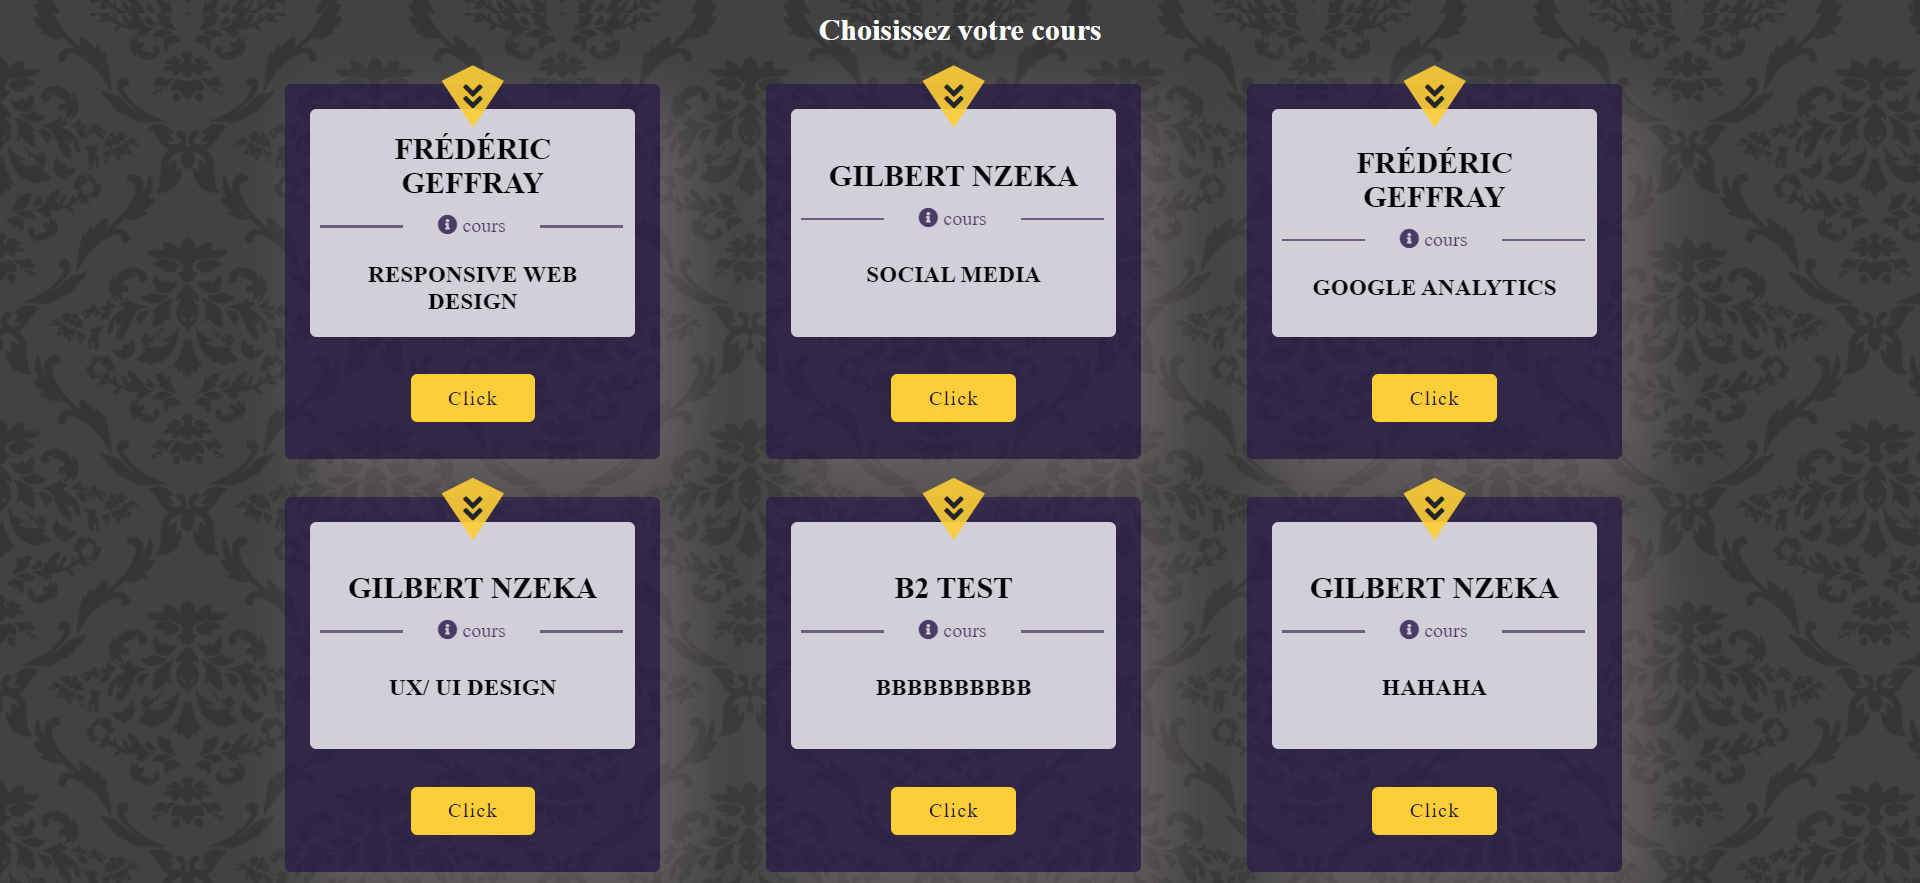 Choisissez votre cours
FRÉDÉRIC
GEFFRAY
cours
RESPONSIVE WEB
DESIGN
Click
GILBERT NZEKA
cours
SOCIAL MEDIA
Click
FRÉDÉRIC
GEFFRAY
cours
GOOGLE ANALYTICS
Click
GILBERT NZEKA
cours
UX/ UI DESIGN
Click
B2 TEST
cours
BBBBBBBBBB
Click
GILBERT NZEKA
cours
HAHAHA
Click